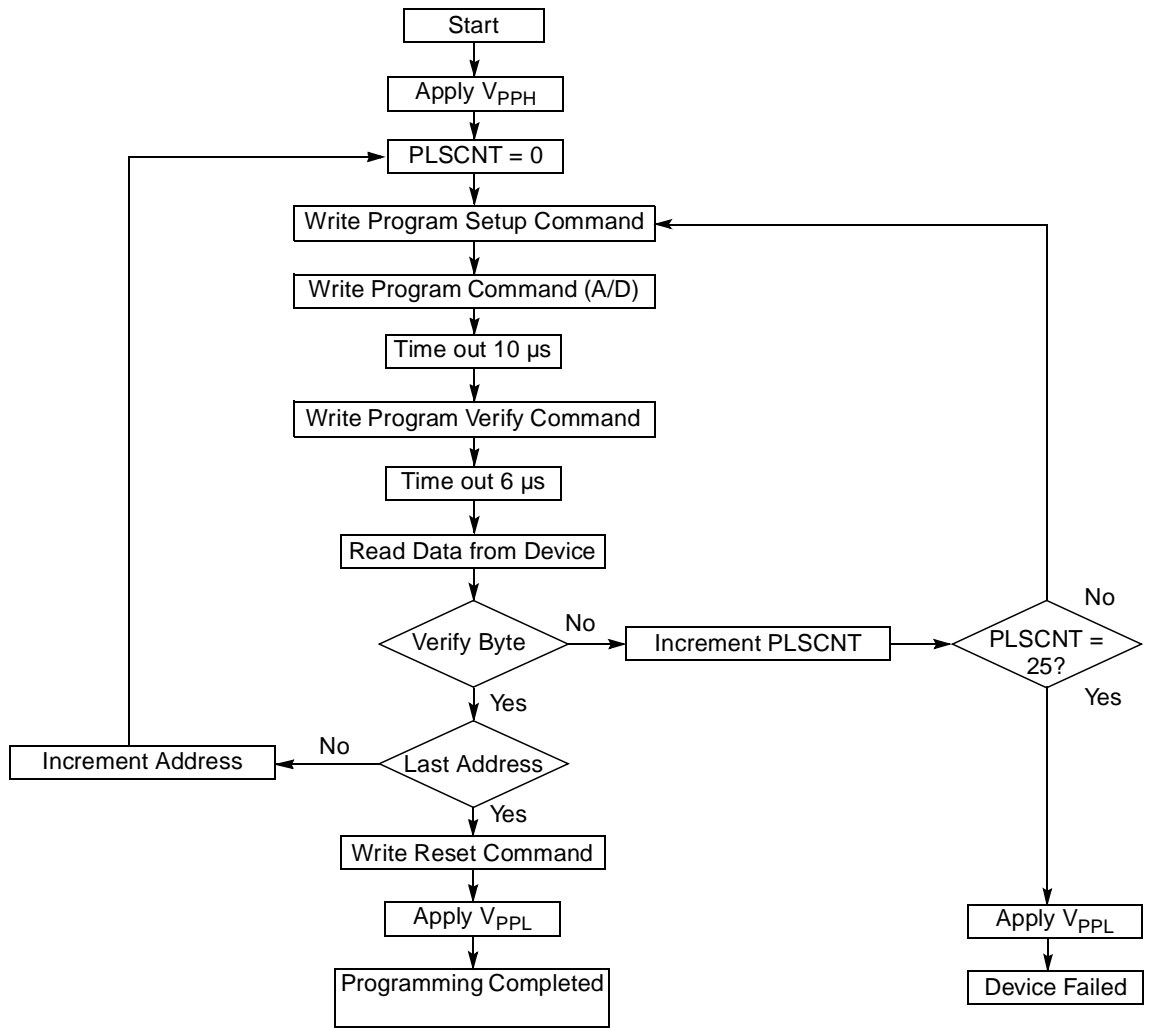 Start
Apply VPPH
PLSCNT = 0
Write Program Setup Command
Write Program Command (A/D)
Time out 10 µs
Write Program Verify Command
Time out 6 µs
Read Data from Device
Verify Byte
No
Increment PLSCNT
No
PLSCNT =
25?
Yes
Yes
Last Address
No
Increment Address
Yes
Write Reset Command
Apply VPPL
Programming Completed
Apply VPPL
Device Failed